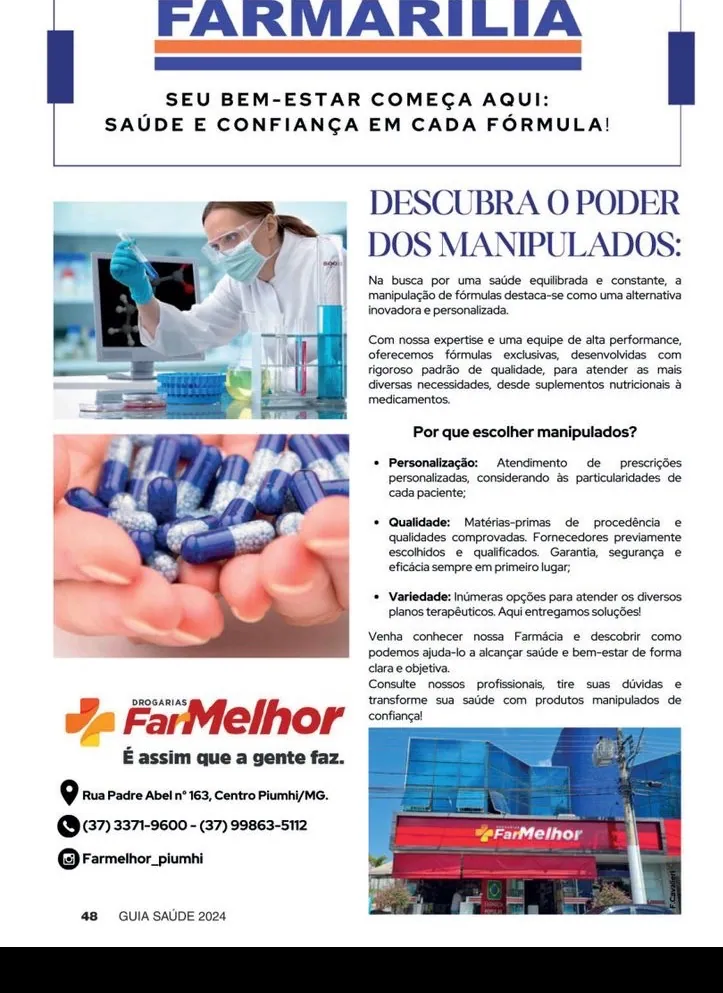 FARMARÍLIA
SEU BEM-ESTAR COMEÇA AQUI:
SAÚDE E CONFIANÇA EM CADA FÓRMULA!
DESCUBRA O PODER
DOS MANIPULADOS:
Na busca por uma saúde equilibrada e constante, a
manipulação de fórmulas destaca-se como uma alternativa
inovadora e personalizada.
Com nossa expertise e uma equipe de alta performance,
oferecemos fórmulas exclusivas, desenvolvidas com
rigoroso padrão de qualidade, para atender as mais
diversas necessidades, desde suplementos nutricionais à
medicamentos.
Por que escolher manipulados?
• Personalização: Atendimento de prescrições
personalizadas, considerando às particularidades de
cada paciente;
• Qualidade: Matérias-primas de procedência e
qualidades comprovadas. Fornecedores previamente
escolhidos e qualificados. Garantia, segurança e
eficácia sempre em primeiro lugar;
• Variedade: Inúmeras opções para atender os diversos
planos terapêuticos. Aqui entregamos soluções!
Venha conhecer nossa Farmácia e descobrir como
podemos ajuda-lo a alcançar saúde e bem-estar de forma
clara e objetiva.
Consulte nossos profissionais, tire suas dúvidas e
transforme sua saúde com produtos manipulados de
confiança!
DROGARIAS
FarMelhor
É assim que a gente faz.
Rua Padre Abel n° 163, Centro Piumhi/MG.
(37) 3371-9600 - (37) 99863-5112
Farmelhor_piumhi
DROGARIAS
FarMelhor
F.Cavalieri
48 GUIA SAÚDE 2024